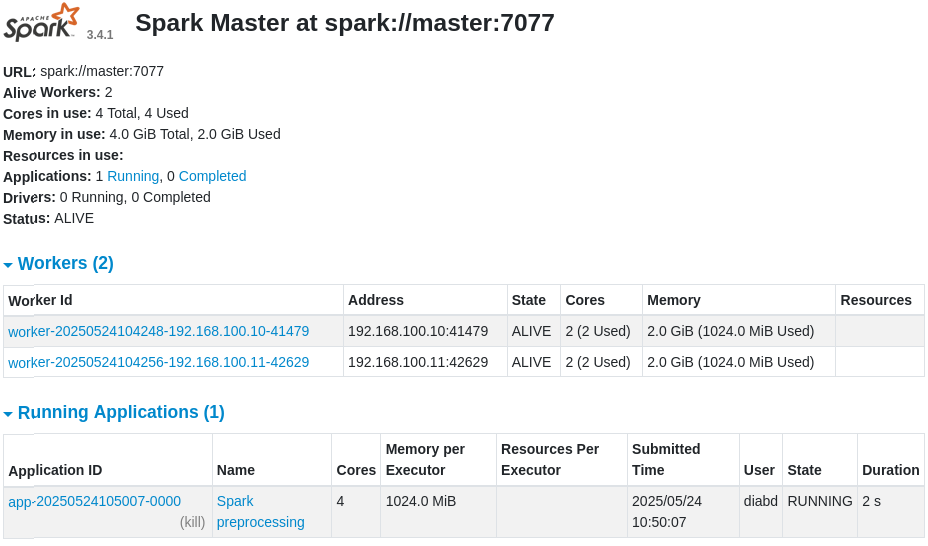 APACHE Spark 3.4.1 Spark Master at spark://master:7077
URL: spark://master:7077
Alive Workers: 2
Cores in use: 4 Total, 4 Used
Memory in use: 4.0 GiB Total, 2.0 GiB Used
Resources in use:
Applications: 1 Running, 0 Completed
Drivers: 0 Running, 0 Completed
Status: ALIVE
Workers (2)
Worker Id Address State Cores Memory Resources
worker-20250524104248-192.168.100.10-41479 192.168.100.10:41479 ALIVE 2 (2 Used) 2.0 GiB (1024.0 MiB Used)
worker-20250524104256-192.168.100.11-42629 192.168.100.11:42629 ALIVE 2 (2 Used) 2.0 GiB (1024.0 MiB Used)
Running Applications (1)
Memory per Resources Per Submitted
Application ID Name Cores Executor Executor Time User State Duration
app-20250524105007-0000 Spark 4 1024.0 MiB 2025/05/24 diabd RUNNING 2 s
(kill) preprocessing 10:50:07